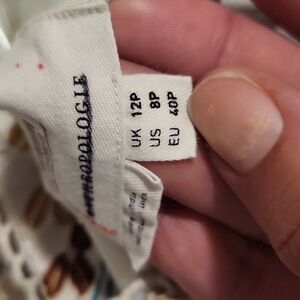 ANTHROPOLOGIE
UK 12P
US 8P
EU 40P